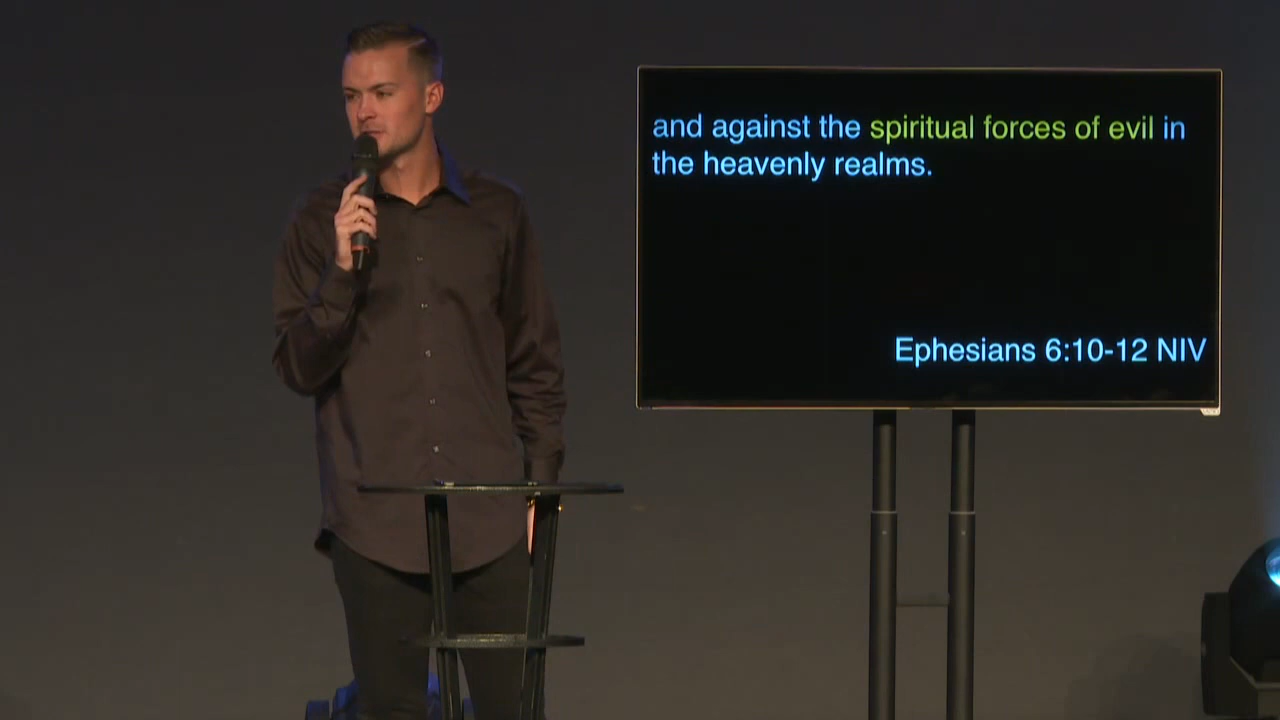 and against the spiritual forces of evil in
the heavenly realms.
Ephesians 6:10-12 NIV